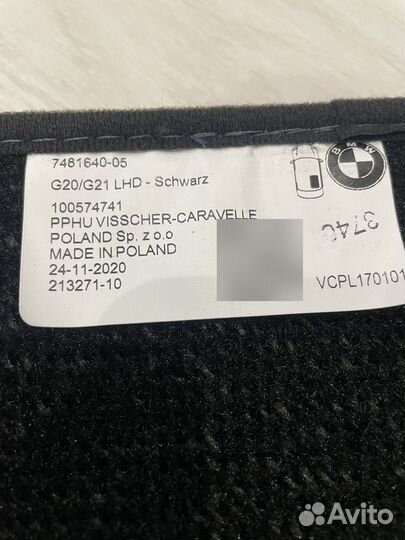 7481640-05
G20/G21 LHD - Schwarz
100574741
PPHU VISSCHER-CARAVELLE
POLAND Sp. z o.o
MADE IN POLAND
24-11-2020
213271-10
BMW
VCPL170101
Avito